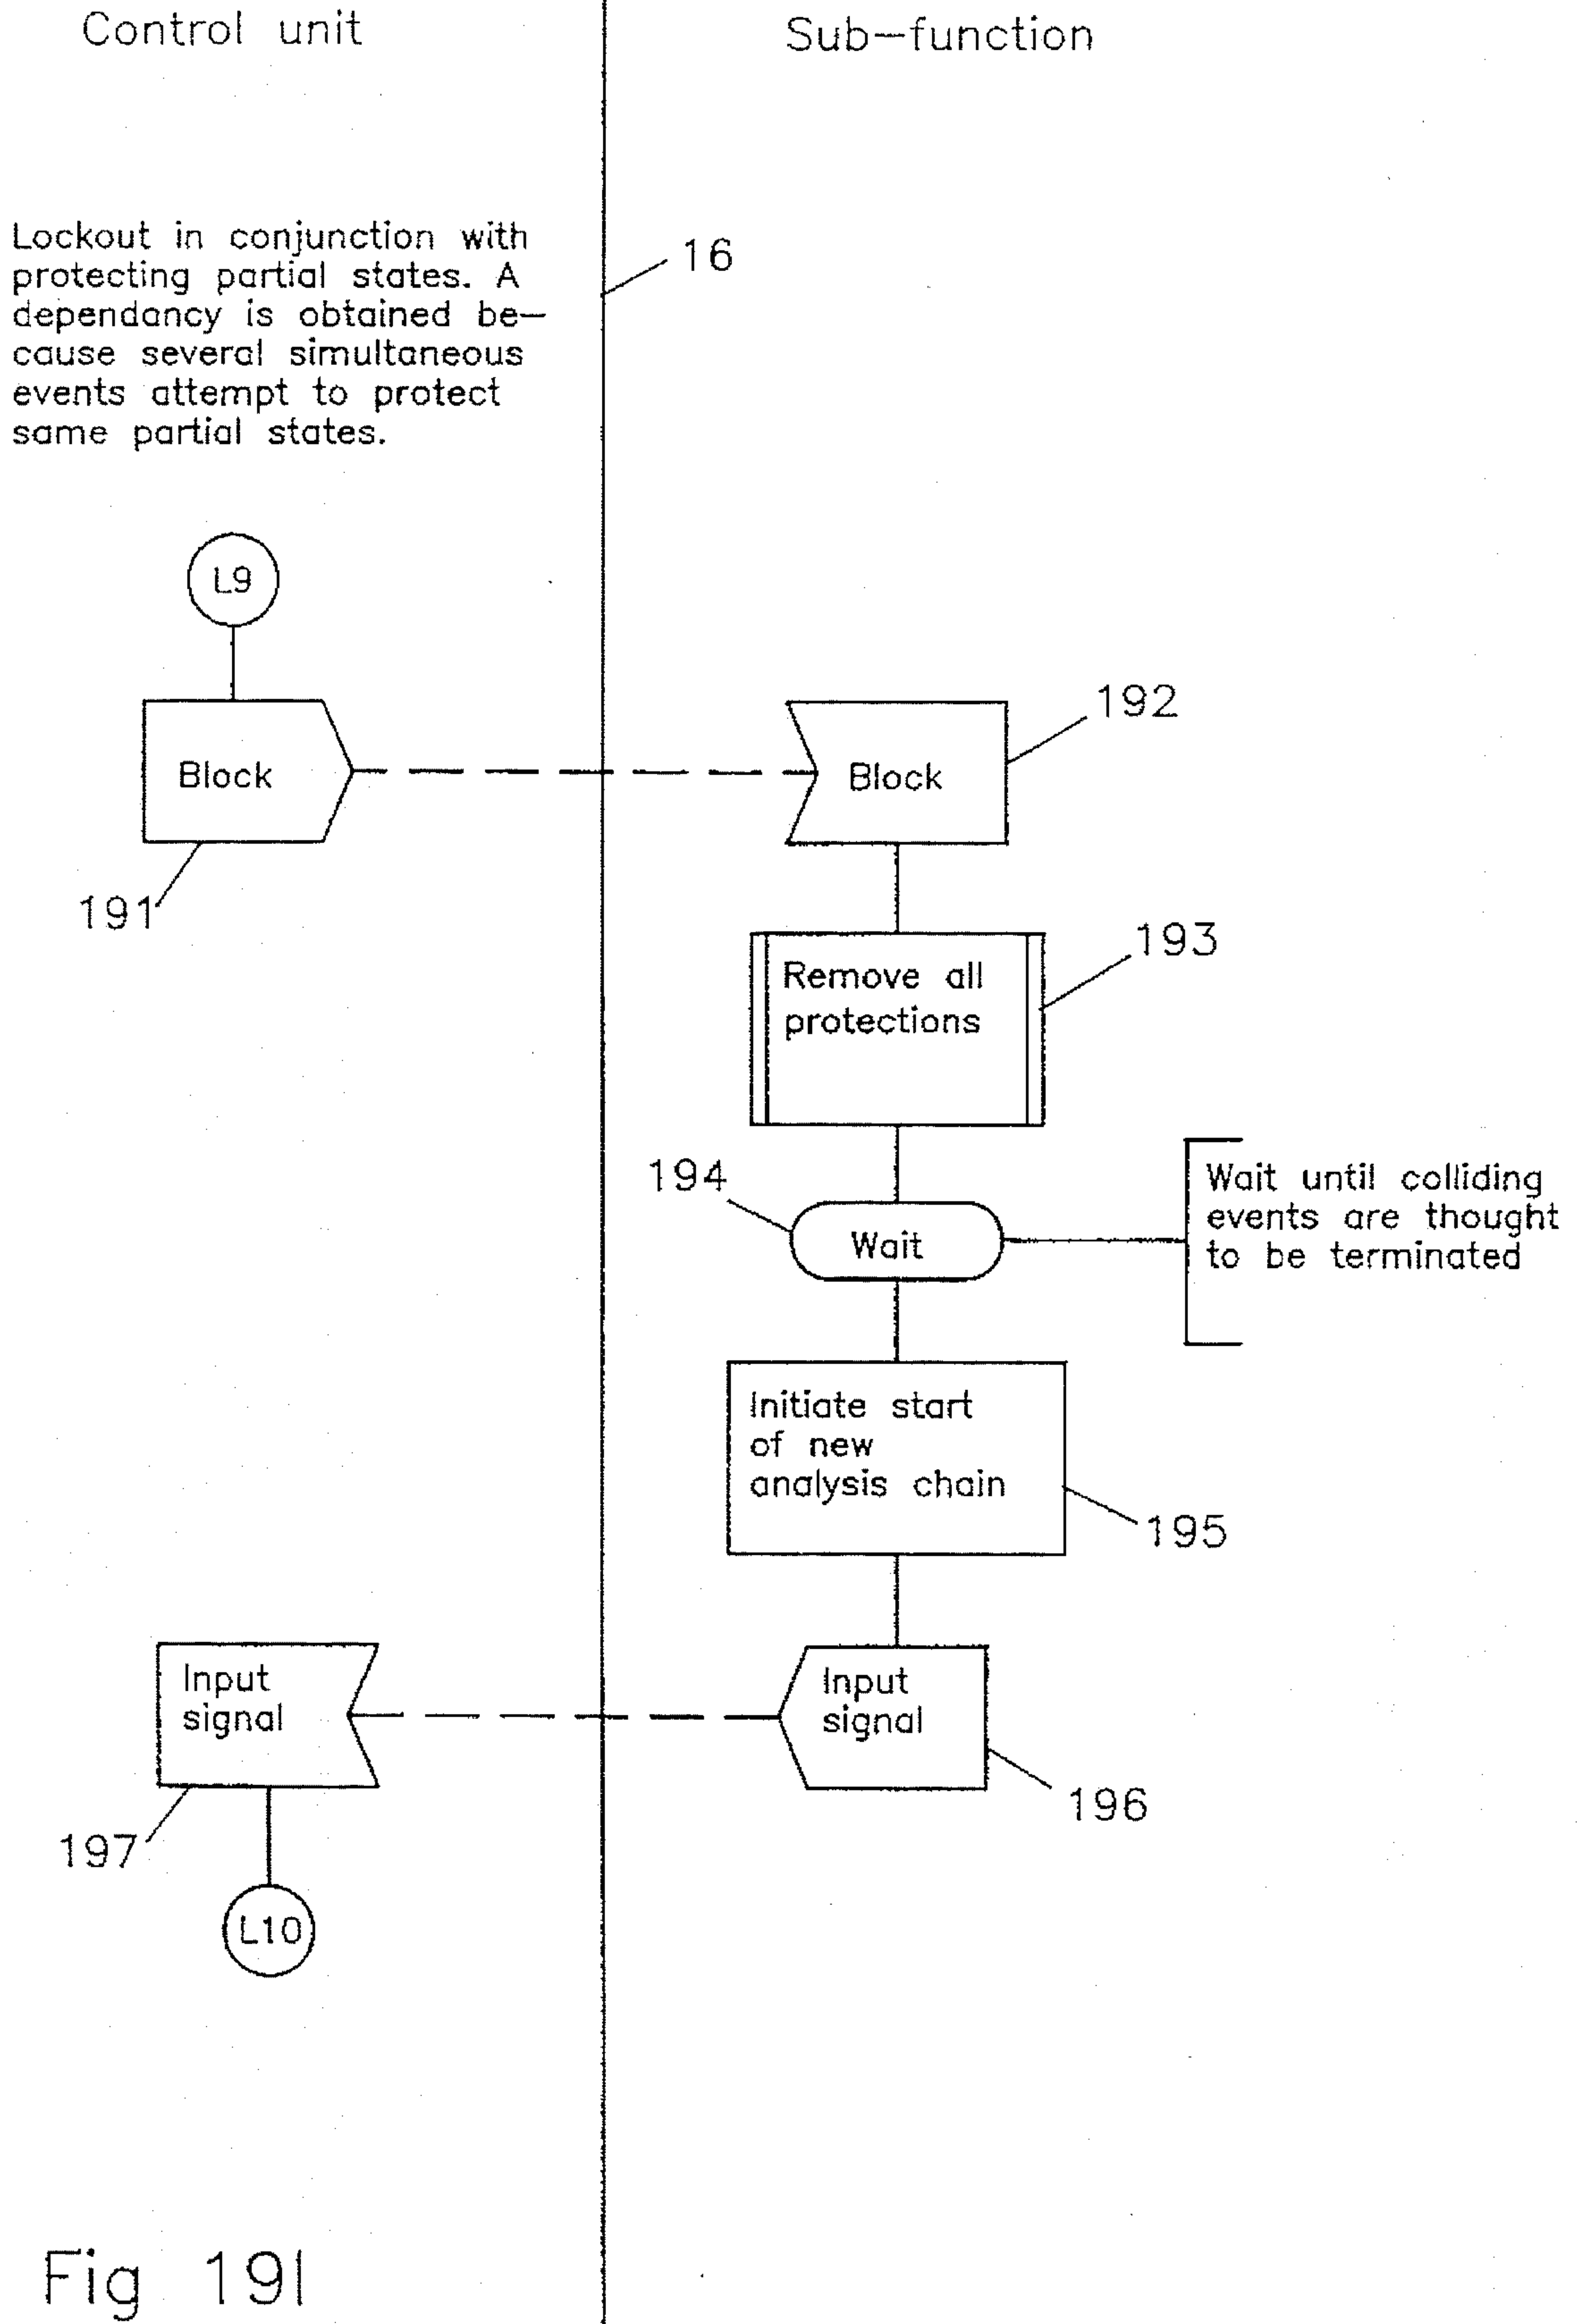 Control unit
Sub-function
Lockout in conjunction with
protecting partial states. A
dependancy is obtained be-
cause several simultaneous
events attempt to protect
same partial states.
16
L9
Block
191
Block
192
Remove all
protections
193
194
Wait
Wait until colliding
events are thought
to be terminated
Initiate start
of new
analysis chain
195
Input
signal
197
Input
signal
196
L10
Fig 19I